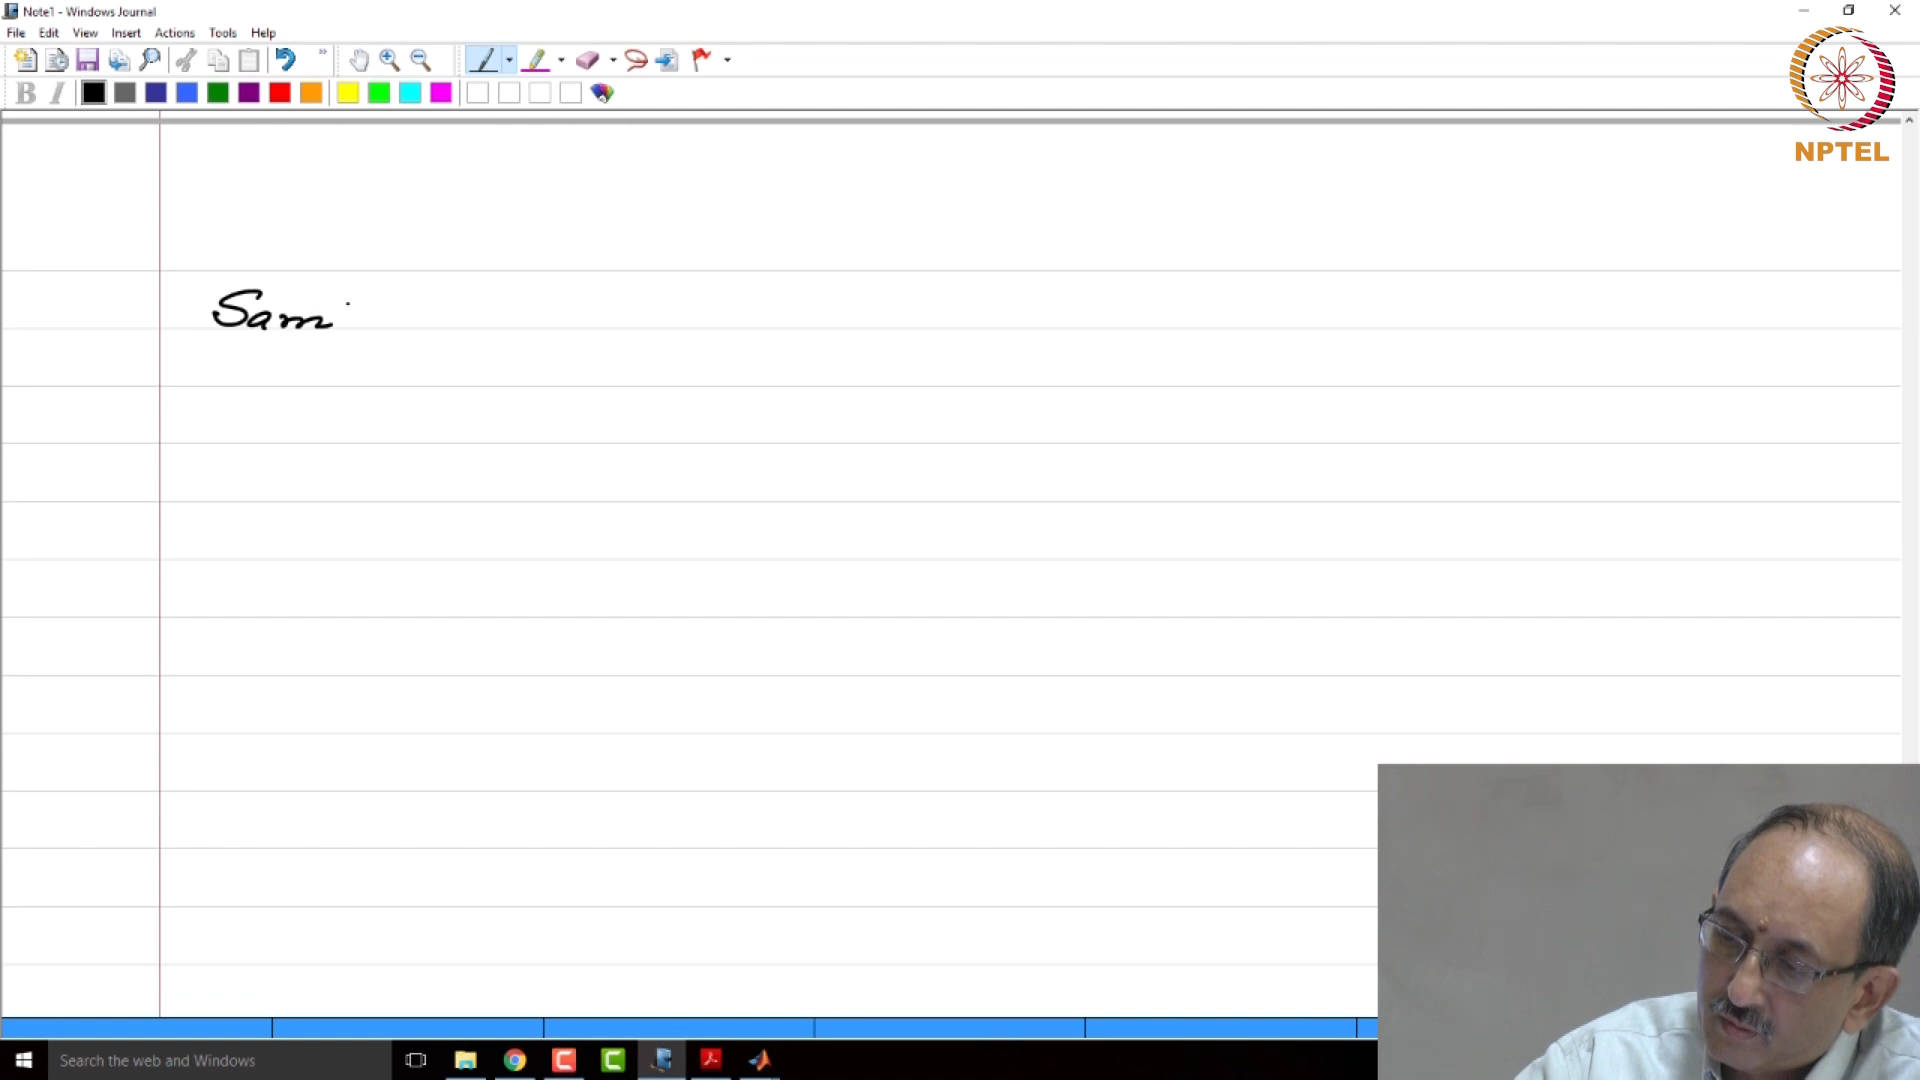 Note1 - Windows Journal
File Edit View Insert Actions Tools Help
B I
NPTEL
Sam
Search the web and Windows